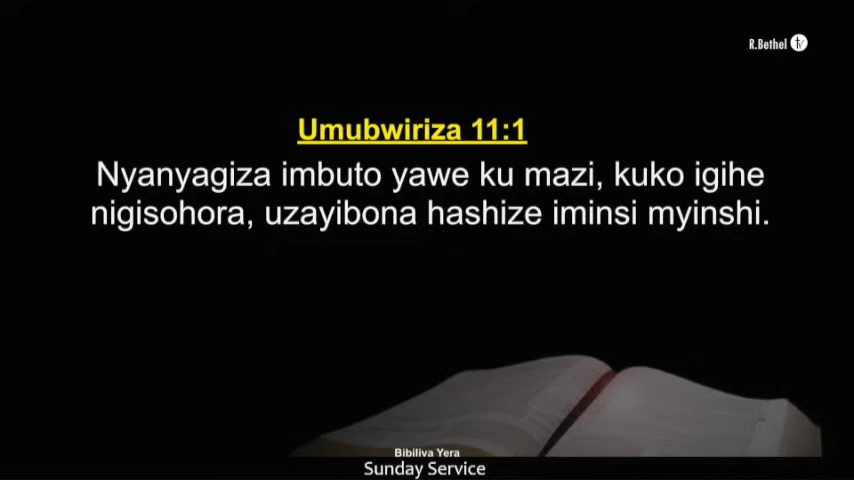 R.Bethel tv
Umubwiriza 11:1
Nyanyagiza imbuto yawe ku mazi, kuko igihe
nigisohora, uzayibona hashize iminsi myinshi.
Bibiliya Yera
Sunday Service